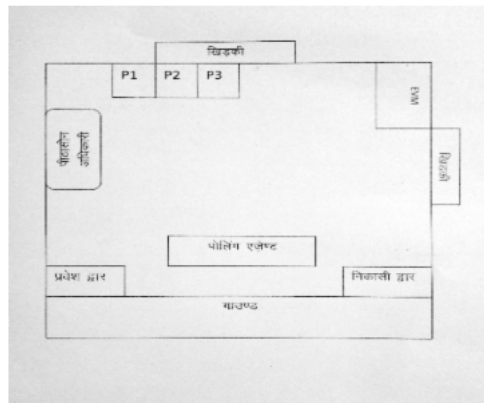 खिड़की
P1 P2 P3
EVM
पीठासीन
अधिकारी
खिड़की
पोलिंग एजेण्ट
प्रवेश द्वार
निकासी द्वार
गाउण्ड